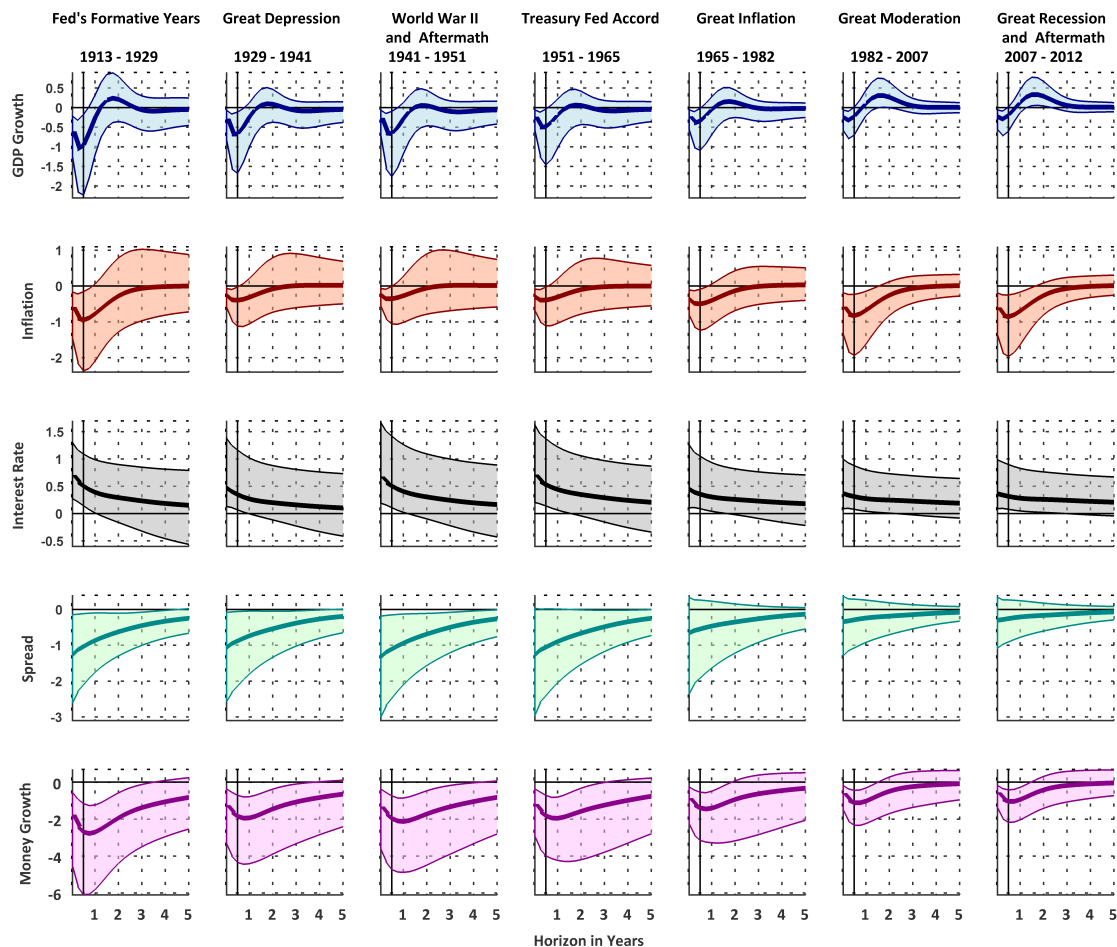 Fed's Formative Years
1913 - 1929
Great Depression
1929 - 1941
World War II
and Aftermath
1941 - 1951
Treasury Fed Accord
1951 - 1965
Great Inflation
1965 - 1982
Great Moderation
1982 - 2007
Great Recession
and Aftermath
2007 - 2012
GDP Growth
0.5
0
-0.5
-1
-1.5
-2
Inflation
1
0
-1
-2
Interest Rate
1.5
1
0.5
0
-0.5
Spread
0
-1
-2
-3
Money Growth
0
-2
-4
-6
1 2 3 4 5
1 2 3 4 5
1 2 3 4 5
1 2 3 4 5
1 2 3 4 5
1 2 3 4 5
1 2 3 4 5
Horizon in Years